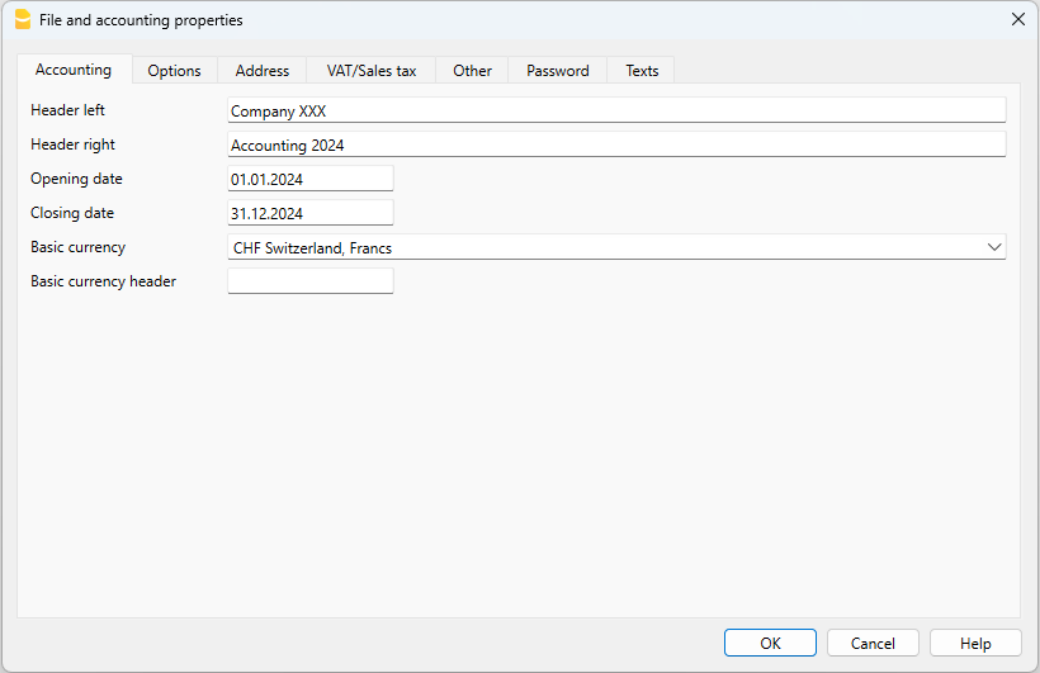 File and accounting properties
Accounting Options Address VAT/Sales tax Other Password Texts
Header left Company XXX
Header right Accounting 2024
Opening date 01.01.2024
Closing date 31.12.2024
Basic currency CHF Switzerland, Francs
Basic currency header
OK Cancel Help